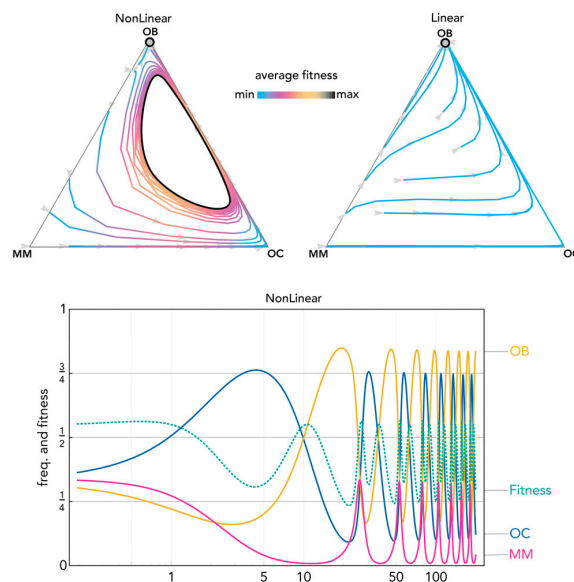 NonLinear
OB
Linear
OB
average fitness
min max
MM
OC
MM
OC
NonLinear
freq. and fitness
1
3/4
1/2
1/4
0
OB
Fitness
OC
MM
1 5 10 50 100